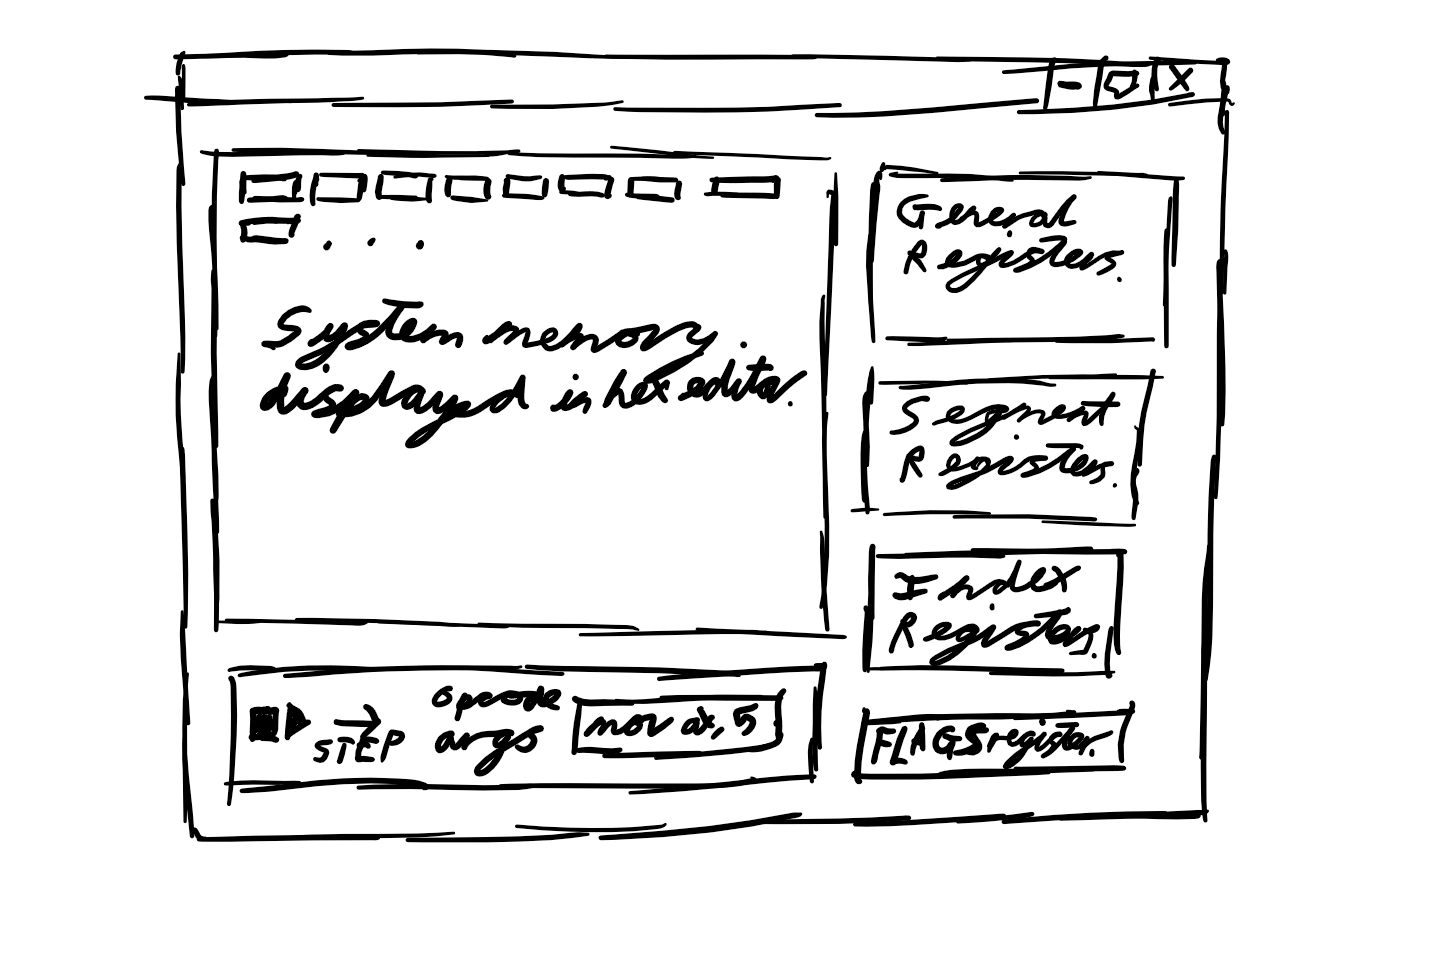 System memory
displayed in hex editor.
General
Registers.
Segment
Registers.
Index
Registers.
STEP
opcode
args
mov ax, 5
FLAGS register.